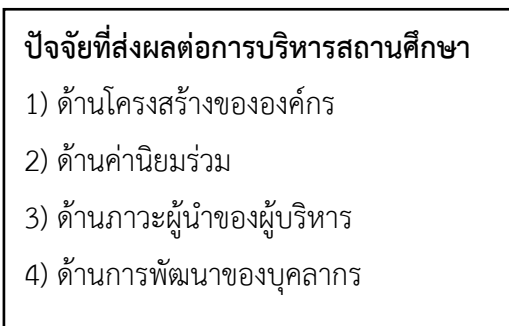 ปัจจัยที่ส่งผลต่อการบริหารสถานศึกษา
1) ด้านโครงสร้างขององค์กร
2) ด้านค่านิยมร่วม
3) ด้านภาวะผู้นำของผู้บริหาร
4) ด้านการพัฒนาของบุคลากร